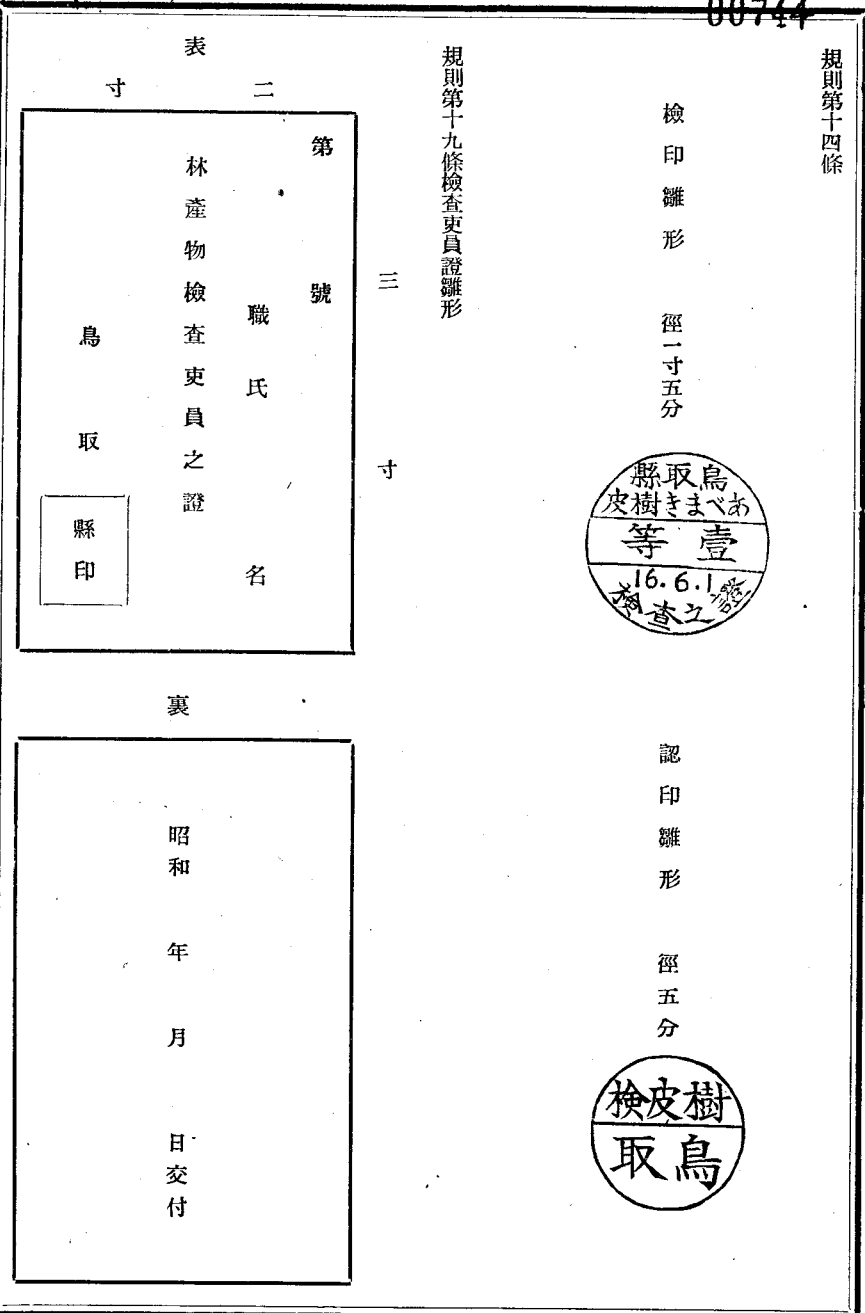 00744
規則第十四條
檢印雛形 徑一寸五分
鳥取縣
あべまき樹皮
壹等
16.6.1
檢查之證
認印雛形 徑五分
樹皮検
鳥取
規則第十九條檢查吏員證雛形
三寸
二寸
表
第號
職氏名
林產物檢查吏員之證
鳥取
縣印
裏
昭和 年 月 日交付